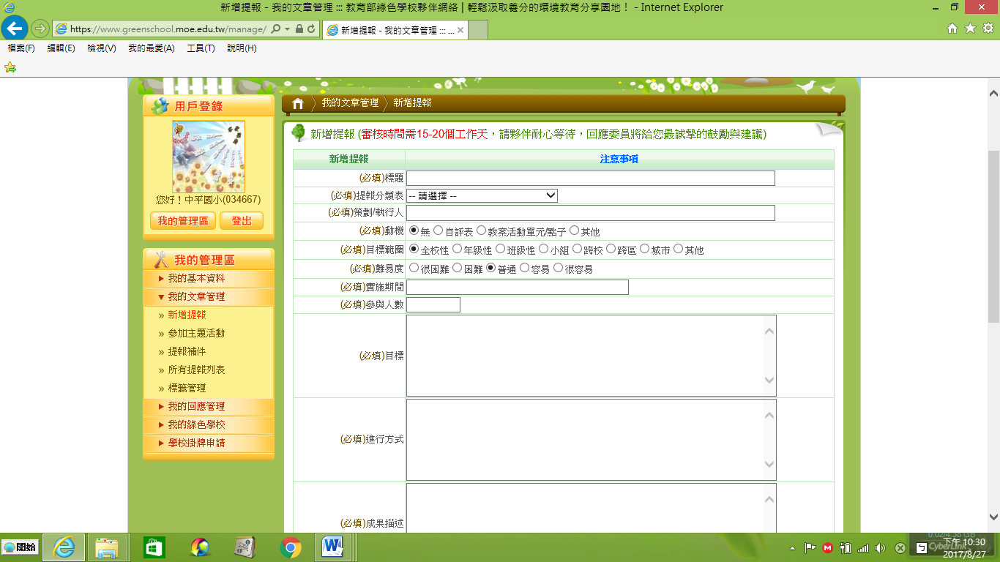 新增提報 - 我的文章管理 ::: 教育部綠色學校夥伴網絡 | 輕鬆汲取養分的環境教育分享園地！ - Internet Explorer
https://www.greenschool.moe.edu.tw/manage/
新增提報 - 我的文章管理 ::: ...
檔案(F) 編輯(E) 檢視(V) 我的最愛(A) 工具(T) 說明(H)
用戶登錄
您好！中平國小(034667)
我的管理區 登出
我的管理區
我的基本資料
我的文章管理
» 新增提報
» 參加主題活動
» 提報補件
» 所有提報列表
» 標籤管理
我的回應管理
我的綠色學校
學校掛牌申請
我的文章管理 新增提報
新增提報 (審核時間需15-20個工作天，請夥伴耐心等待，回應委員將給您最誠摯的鼓勵與建議)
新增提報 注意事項
(必填)標題
(必填)提報分類表 -- 請選擇 --
(必填)策劃/執行人
(必填)動機 無 自評表 教案活動單元/點子 其他
(必填)目標範圍 全校性 年級性 班級性 小組 跨校 跨區 城市 其他
(必填)難易度 很困難 困難 普通 容易 很容易
(必填)實施期間
(必填)參與人數
(必填)目標
(必填)進行方式
(必填)成果描述
開始
0.02/4.38 GB
CyberLink
下午 10:30
2017/8/27